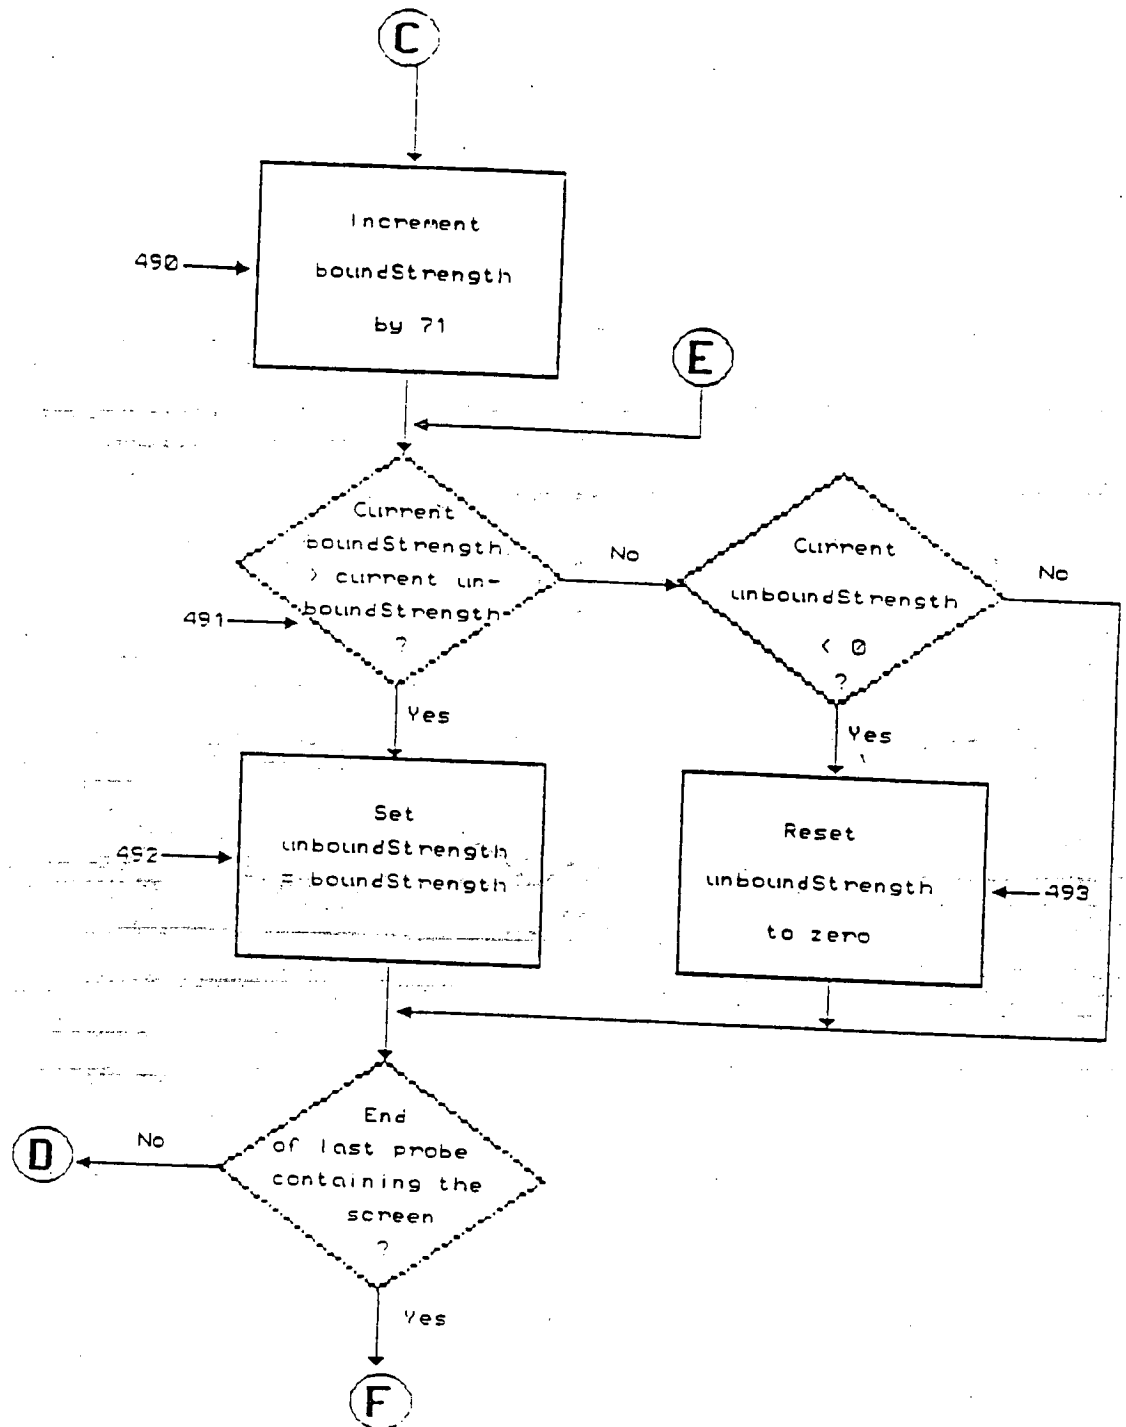 C
Increment
boundStrength
by 71
490
E
Current
boundStrength
> current un-
boundStrength
?
491
No
Current
unboundStrength
< 0
?
No
Yes
Yes
Set
unboundStrength
= boundStrength
492
Reset
unboundStrength
to zero
493
End
of last probe
containing the
screen
?
No
D
Yes
F